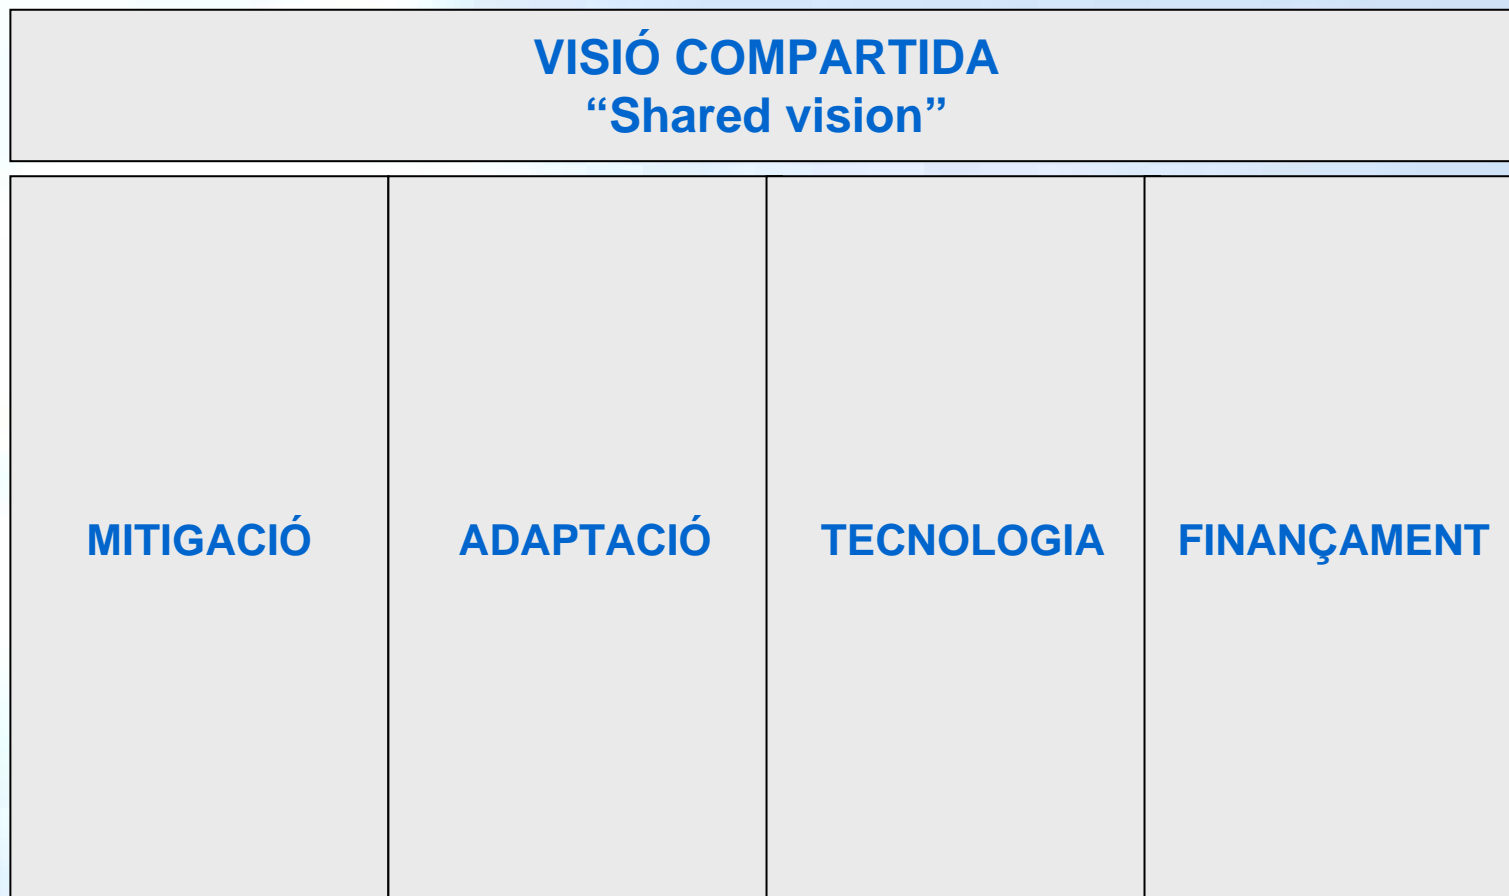 VISIÓ COMPARTIDA
“Shared vision”
MITIGACIÓ
ADAPTACIÓ
TECNOLOGIA
FINANÇAMENT